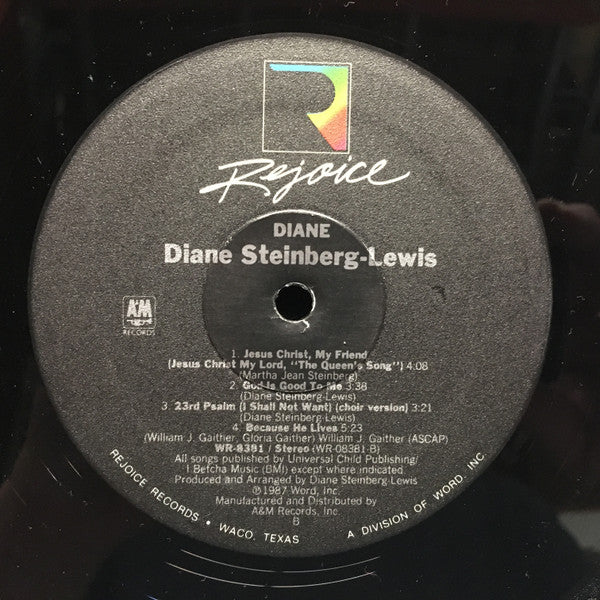 R
Rejoice
DIANE
Diane Steinberg-Lewis
A&M
RECORDS
1. Jesus Christ, My Friend
(Jesus Christ My Lord, "The Queen's Song") 4:08
(Martha Jean Steinberg)
2. God Is Good To Me 3:38
(Diane Steinberg-Lewis)
3. 23rd Psalm (I Shall Not Want) (choir version) 3:21
(Diane Steinberg-Lewis)
4. Because He Lives 5:23
(William J. Gaither, Gloria Gaither) William J. Gaither (ASCAP)
WR-8381 / Stereo (WR-08381-B)
All songs published by Universal Child Publishing/
I Betcha Music (BMI) except where indicated.
Produced and Arranged by Diane Steinberg-Lewis
©1987 Word, Inc.
Manufactured and Distributed by
A&M Records, Inc.
B
REJOICE RECORDS • WACO, TEXAS A DIVISION OF WORD, INC.